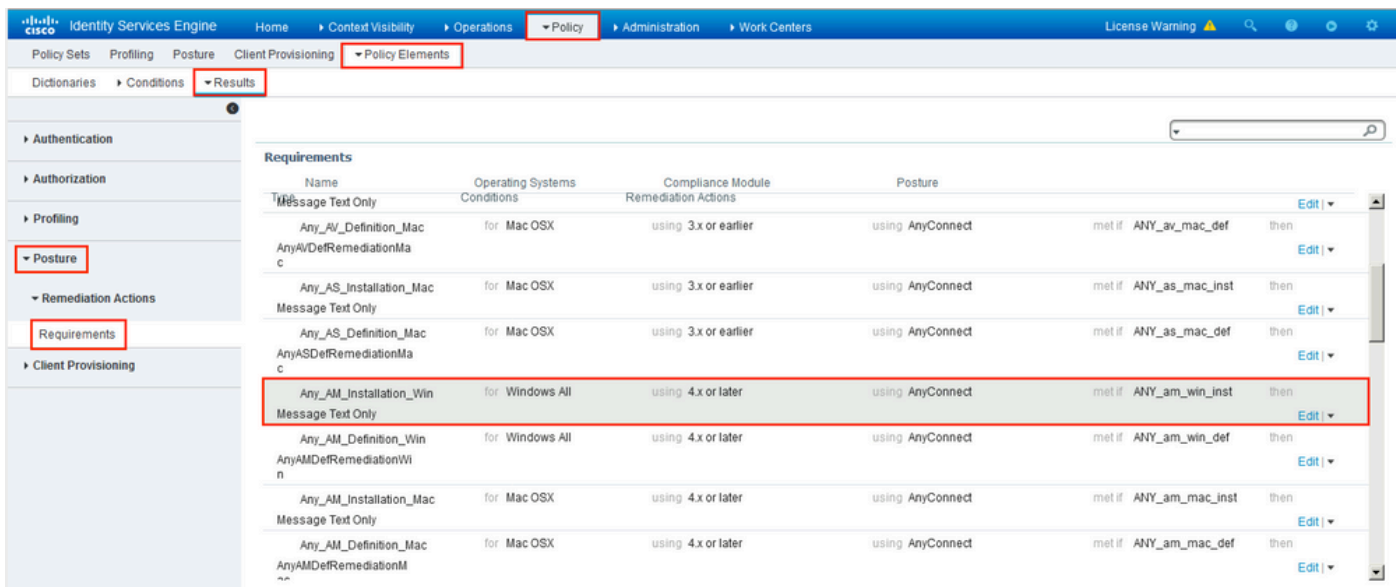 cisco Identity Services Engine Home Context Visibility Operations Policy Administration Work Centers License Warning
Policy Sets Profiling Posture Client Provisioning Policy Elements
Dictionaries Conditions Results
Authentication
Authorization
Profiling
Posture
Remediation Actions
Requirements
Client Provisioning
Requirements
Name Operating Systems Compliance Module Posture
Type Conditions Remediation Actions
Message Text Only Edit |
Any_AV_Definition_Mac for Mac OSX using 3.x or earlier using AnyConnect met if ANY_av_mac_def then
AnyAVDefRemediationMa Edit |
c
Any_AS_Installation_Mac for Mac OSX using 3.x or earlier using AnyConnect met if ANY_as_mac_inst then
Message Text Only Edit |
Any_AS_Definition_Mac for Mac OSX using 3.x or earlier using AnyConnect met if ANY_as_mac_def then
AnyASDefRemediationMa Edit |
c
Any_AM_Installation_Win for Windows All using 4.x or later using AnyConnect met if ANY_am_win_inst then
Message Text Only Edit |
Any_AM_Definition_Win for Windows All using 4.x or later using AnyConnect met if ANY_am_win_def then
AnyAMDefRemediationWi Edit |
n
Any_AM_Installation_Mac for Mac OSX using 4.x or later using AnyConnect met if ANY_am_mac_inst then
Message Text Only Edit |
Any_AM_Definition_Mac for Mac OSX using 4.x or later using AnyConnect met if ANY_am_mac_def then
AnyAMDefRemediationM Edit |